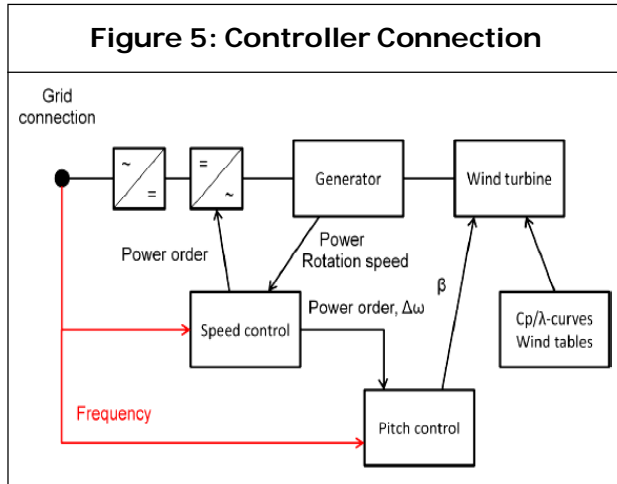 Figure 5: Controller Connection
Grid
connection
~
=
=
~
Generator
Wind turbine
Power order
Power
Rotation speed
β
Speed control
Power order, Δω
Cp/λ-curves
Wind tables
Frequency
Pitch control